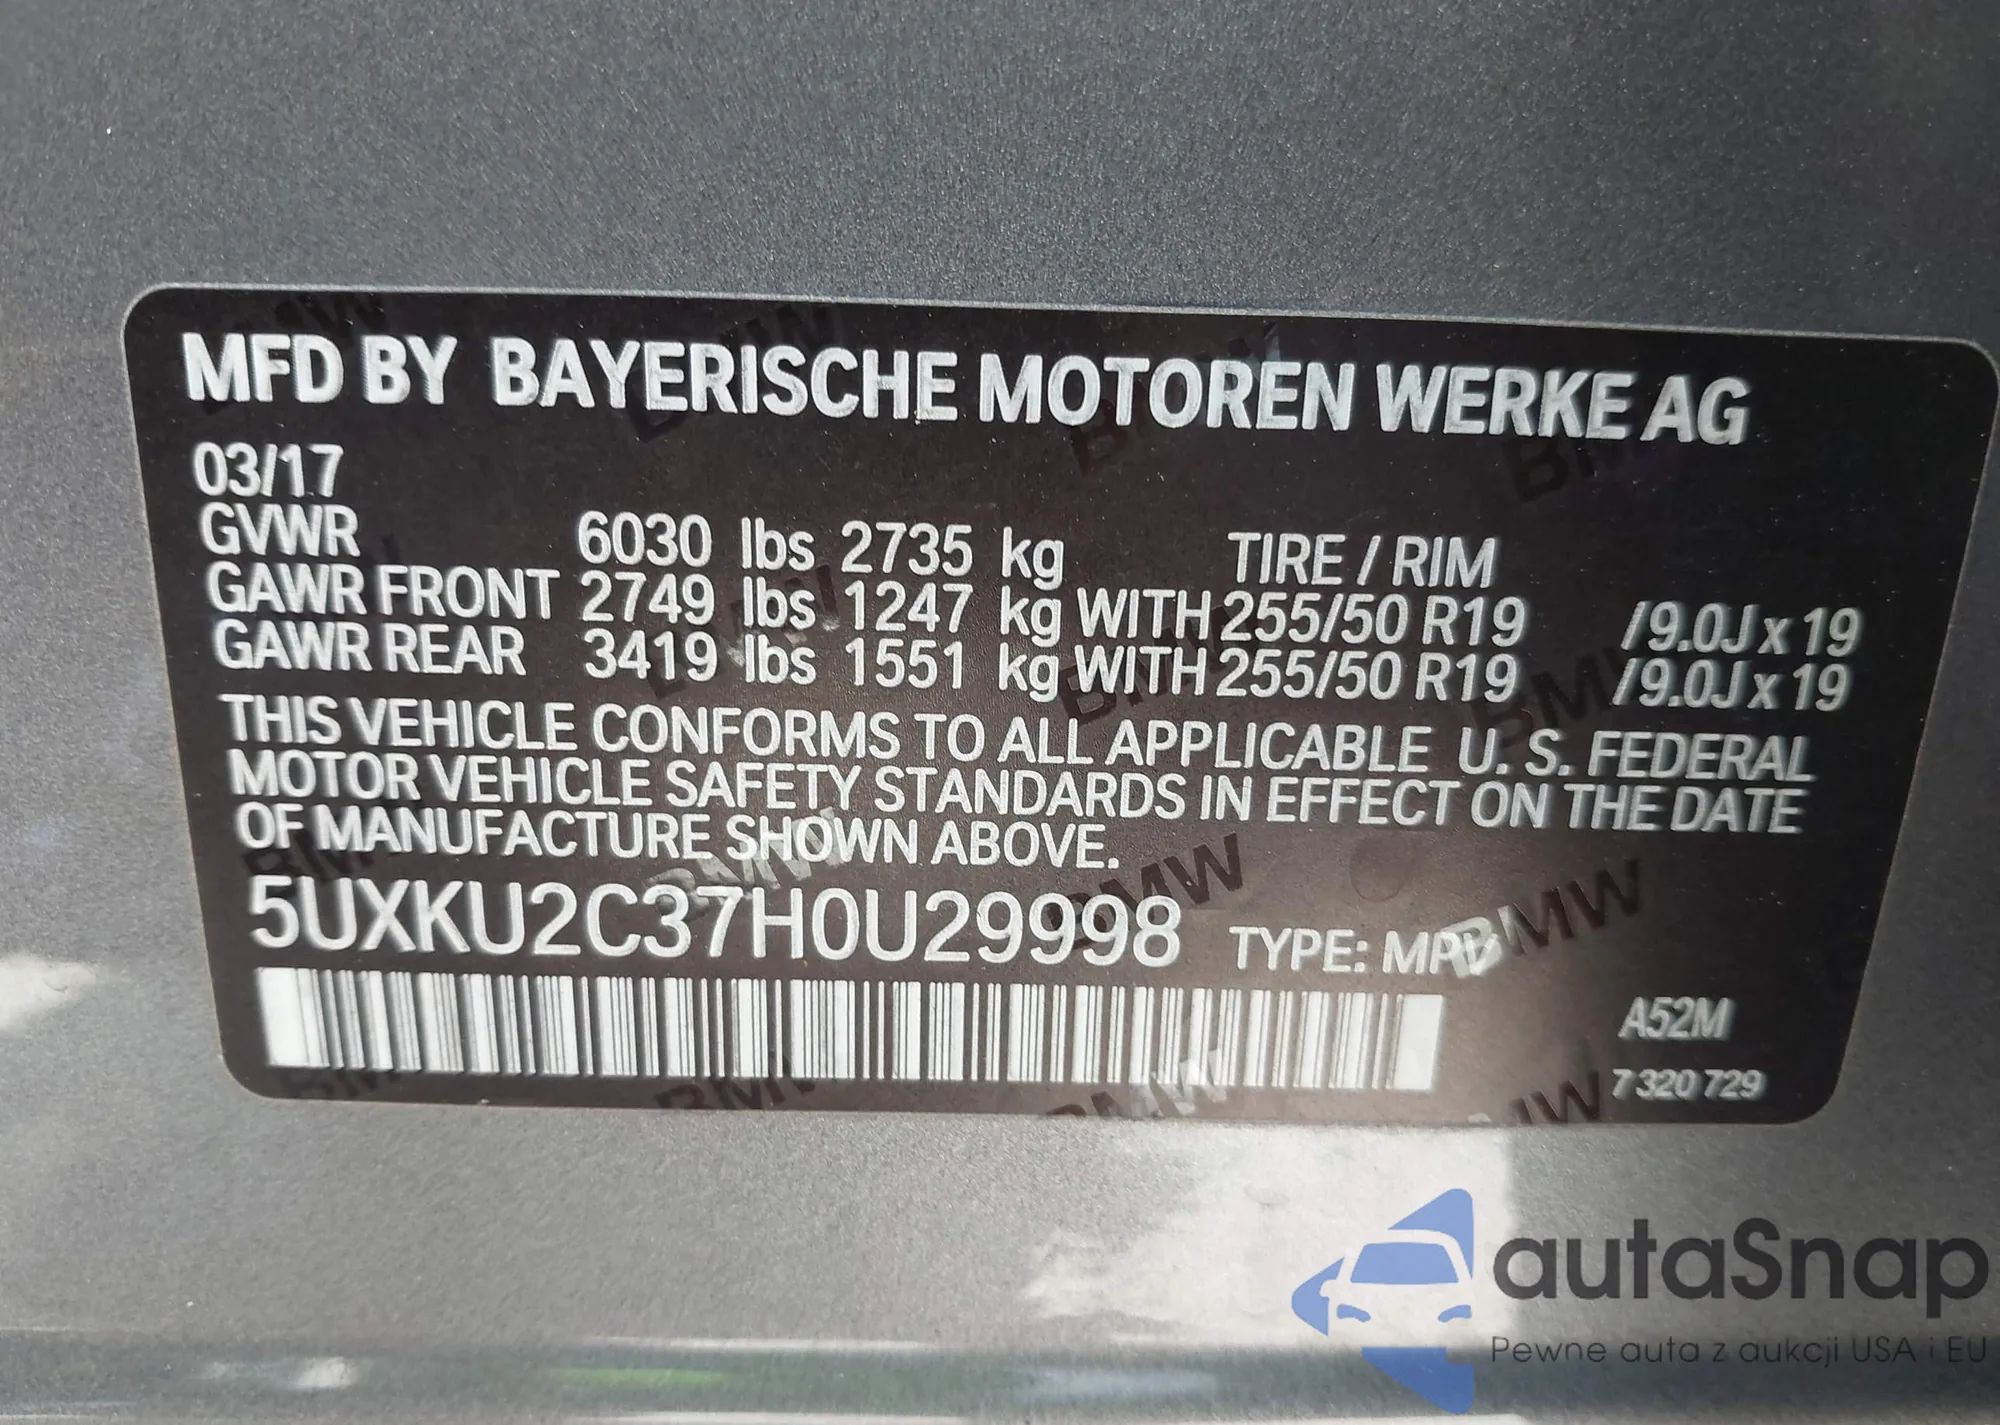 MFD BY BAYERISCHE MOTOREN WERKE AG
03/17
GVWR 6030 lbs 2735 kg TIRE / RIM
GAWR FRONT 2749 lbs 1247 kg WITH 255/50 R19 /9.0J x 19
GAWR REAR 3419 lbs 1551 kg WITH 255/50 R19 /9.0J x 19
THIS VEHICLE CONFORMS TO ALL APPLICABLE U. S. FEDERAL
MOTOR VEHICLE SAFETY STANDARDS IN EFFECT ON THE DATE
OF MANUFACTURE SHOWN ABOVE.
5UXKU2C37H0U29998 TYPE: MPV
A52M
7 320 729
autaSnap
Pewne auta z aukcji USA i EU